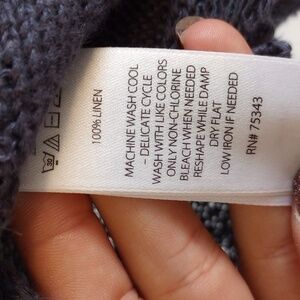 100% LINEN
MACHINE WASH COOL
- DELICATE CYCLE
WASH WITH LIKE COLORS
ONLY NON-CHLORINE
BLEACH WHEN NEEDED
RESHAPE WHILE DAMP
DRY FLAT
LOW IRON IF NEEDED
RN# 75343